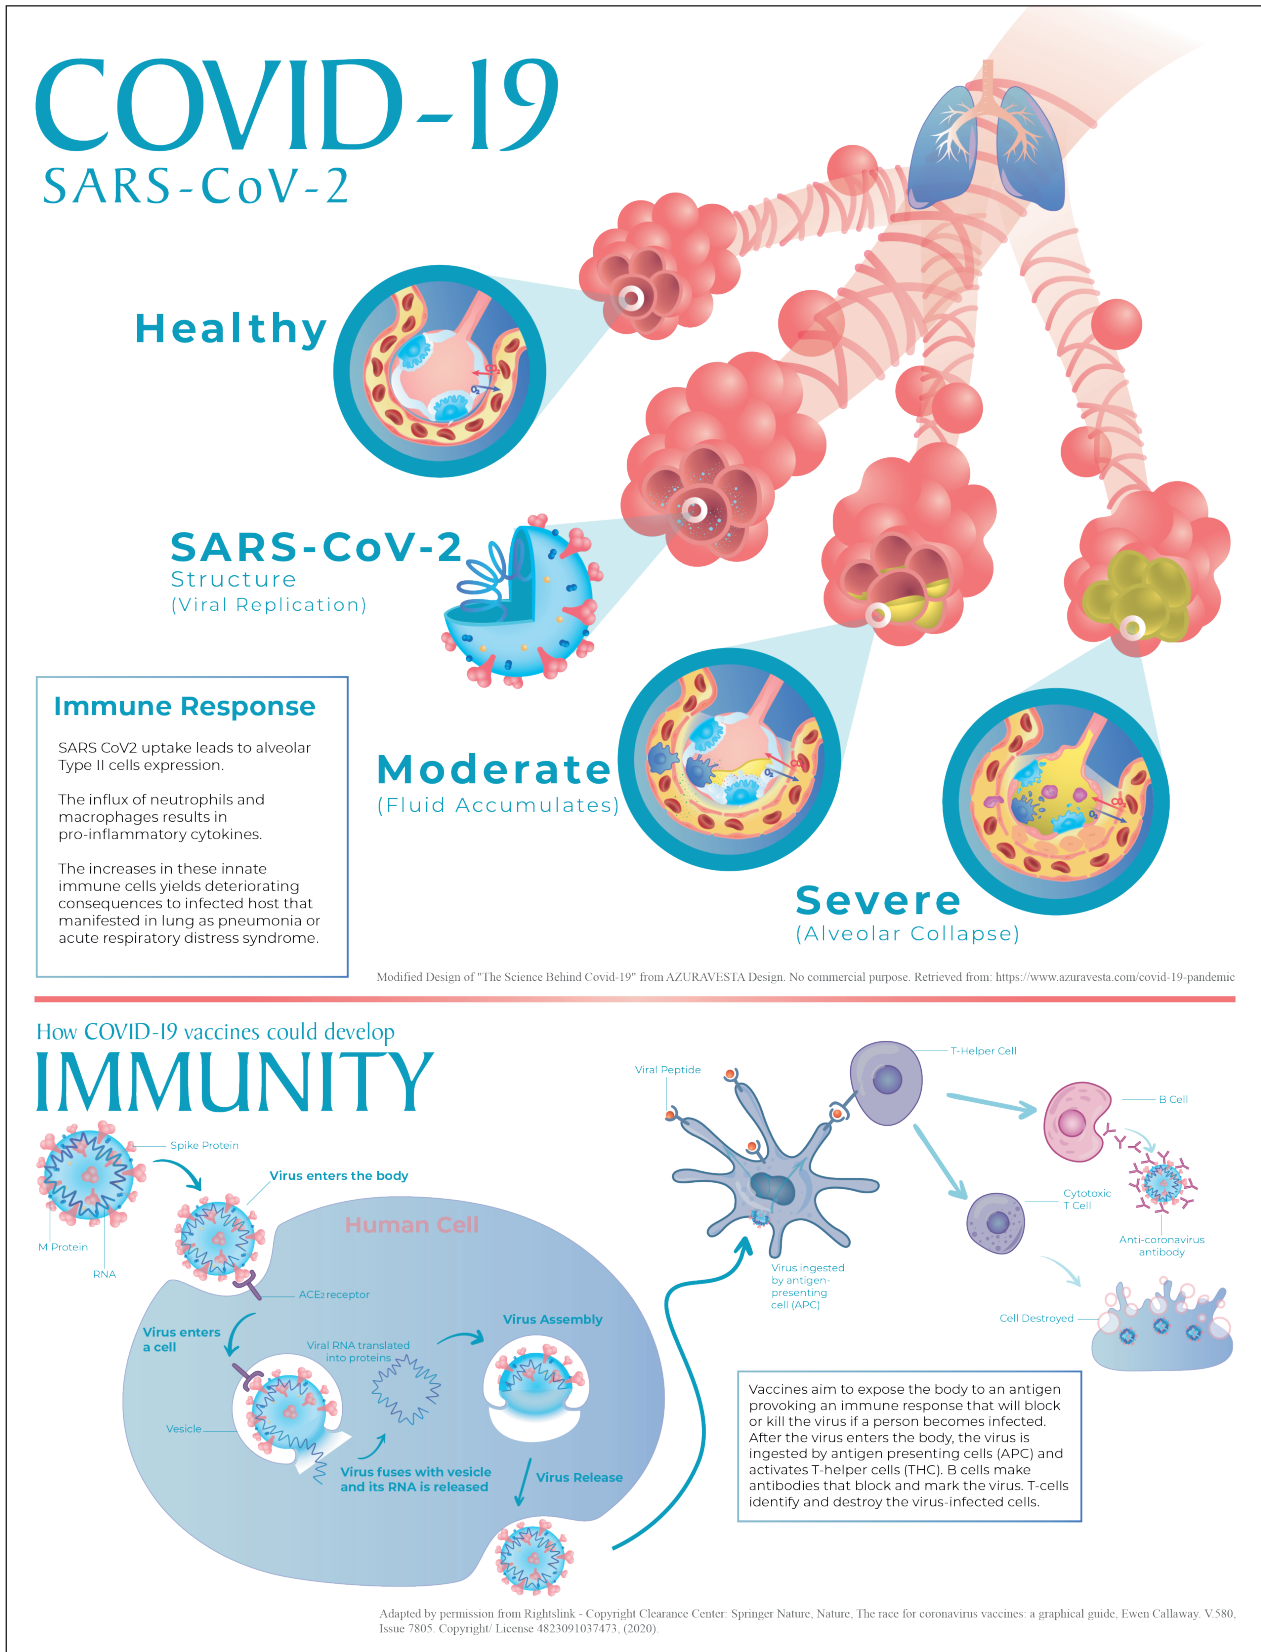 COVID-19
SARS-CoV-2
Healthy
SARS-CoV-2
Structure
(Viral Replication)
Immune Response
SARS CoV2 uptake leads to alveolar
Type II cells expression.
The influx of neutrophils and
macrophages results in
pro-inflammatory cytokines.
The increases in these innate
immune cells yields deteriorating
consequences to infected host that
manifested in lung as pneumonia or
acute respiratory distress syndrome.
Moderate
(Fluid Accumulates)
Severe
(Alveolar Collapse)
Modified Design of "The Science Behind Covid-19" from AZURAVESTA Design. No commercial purpose. Retrieved from: https://www.azuravesta.com/covid-19-pandemic
How COVID-19 vaccines could develop
IMMUNITY
Spike Protein
Virus enters the body
M Protein
RNA
Human Cell
ACE2 receptor
Virus enters
a cell
Viral RNA translated
into proteins
Virus Assembly
Vesicle
Virus fuses with vesicle
and its RNA is released
Virus Release
Viral Peptide
T-Helper Cell
B Cell
Cytotoxic
T Cell
Anti-coronavirus
antibody
Virus ingested
by antigen-
presenting
cell (APC)
Cell Destroyed
Vaccines aim to expose the body to an antigen
provoking an immune response that will block
or kill the virus if a person becomes infected.
After the virus enters the body, the virus is
ingested by antigen presenting cells (APC) and
activates T-helper cells (THC). B cells make
antibodies that block and mark the virus. T-cells
identify and destroy the virus-infected cells.
Adapted by permission from Rightslink - Copyright Clearance Center: Springer Nature, Nature, The race for coronavirus vaccines: a graphical guide, Ewen Callaway. V.580,
Issue 7805. Copyright/ License 4823091037473, (2020).